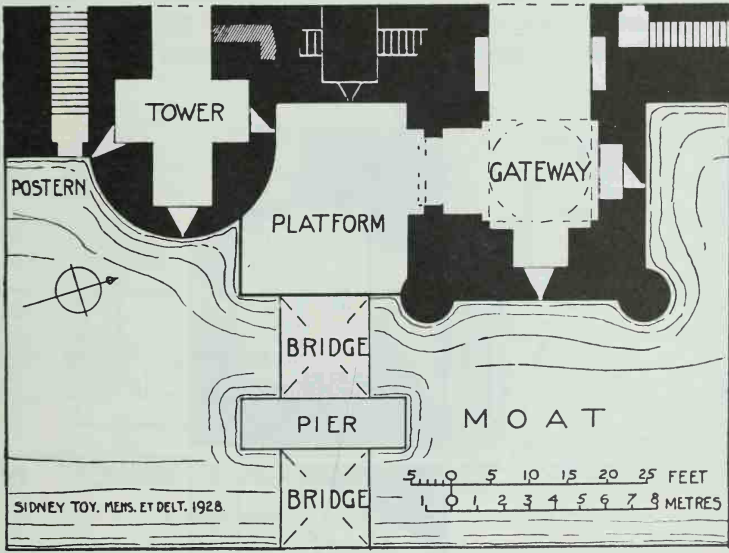 TOWER
POSTERN
PLATFORM
GATEWAY
BRIDGE
PIER
MOAT
BRIDGE
5 0 5 10 15 20 25 FEET
1 0 1 2 3 4 5 6 7 8 METRES
SIDNEY TOY. MENS. ET DELT. 1928.